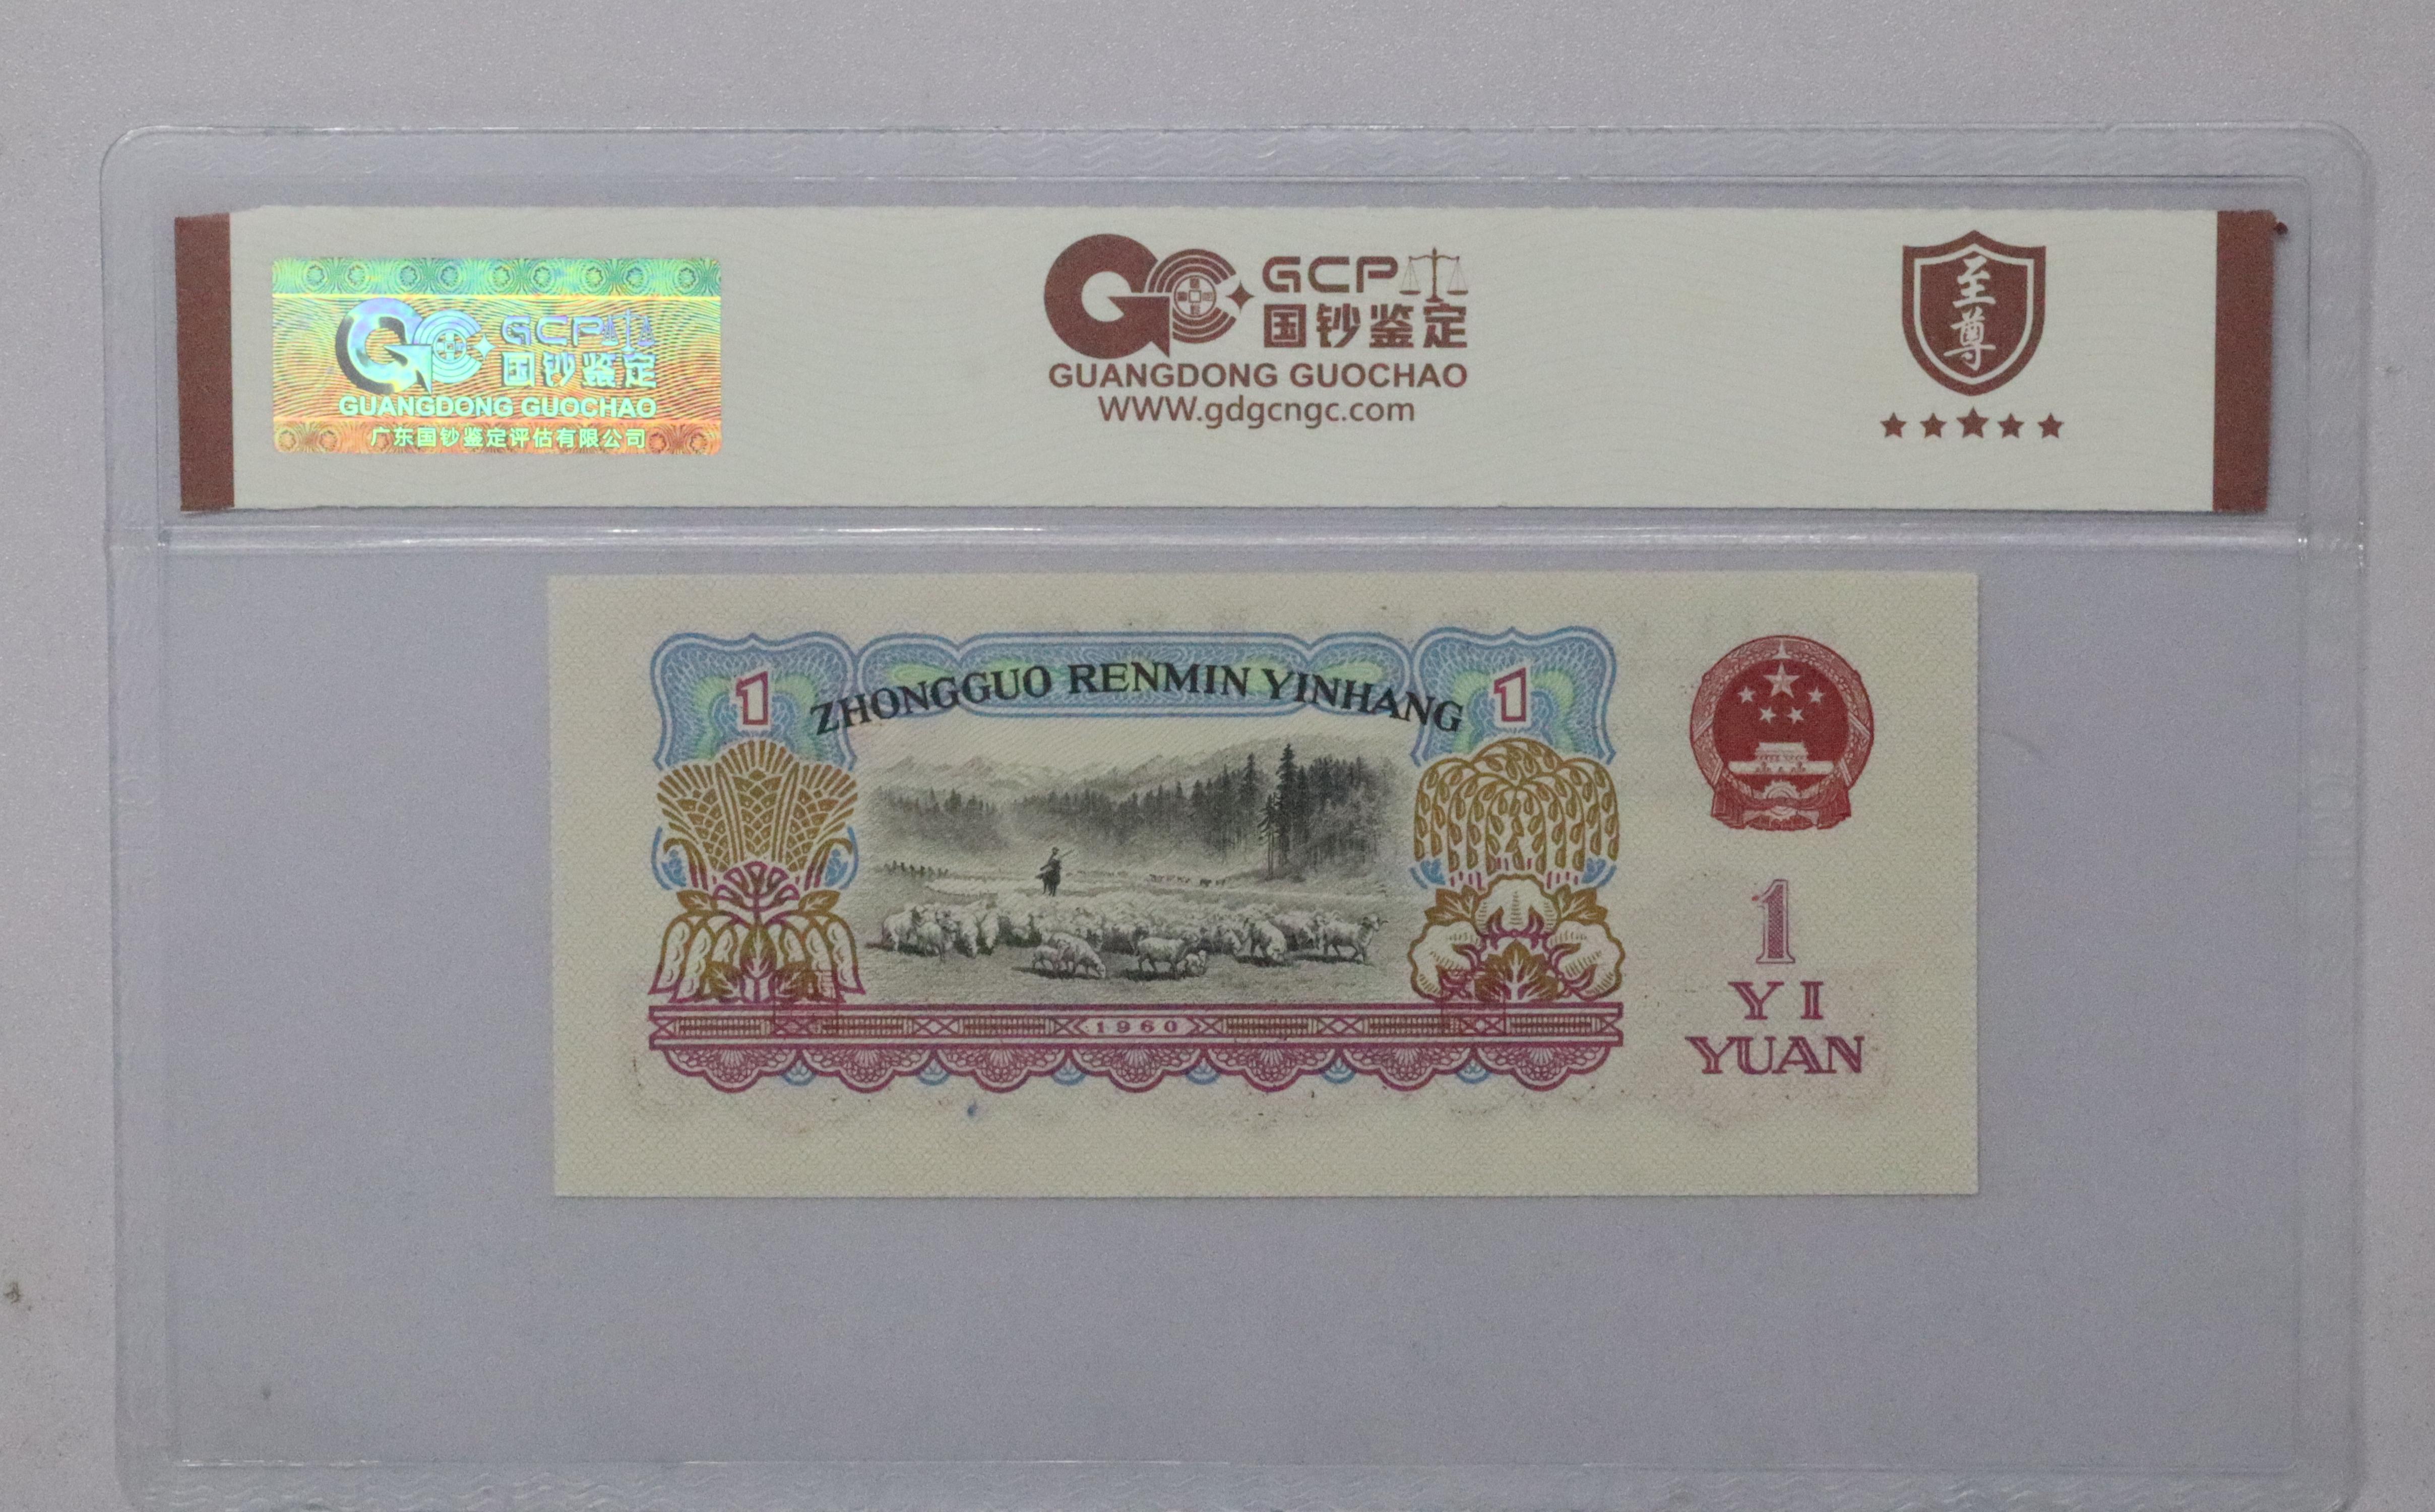 GCP
国钞鉴定
GUANGDONG GUOCHAO
广东国钞鉴定评估有限公司
GCP
国钞鉴定
GUANGDONG GUOCHAO
WWW.gdgcngc.com
至尊
1
ZHONGGUO RENMIN YINHANG
1
1960
1
YI
YUAN